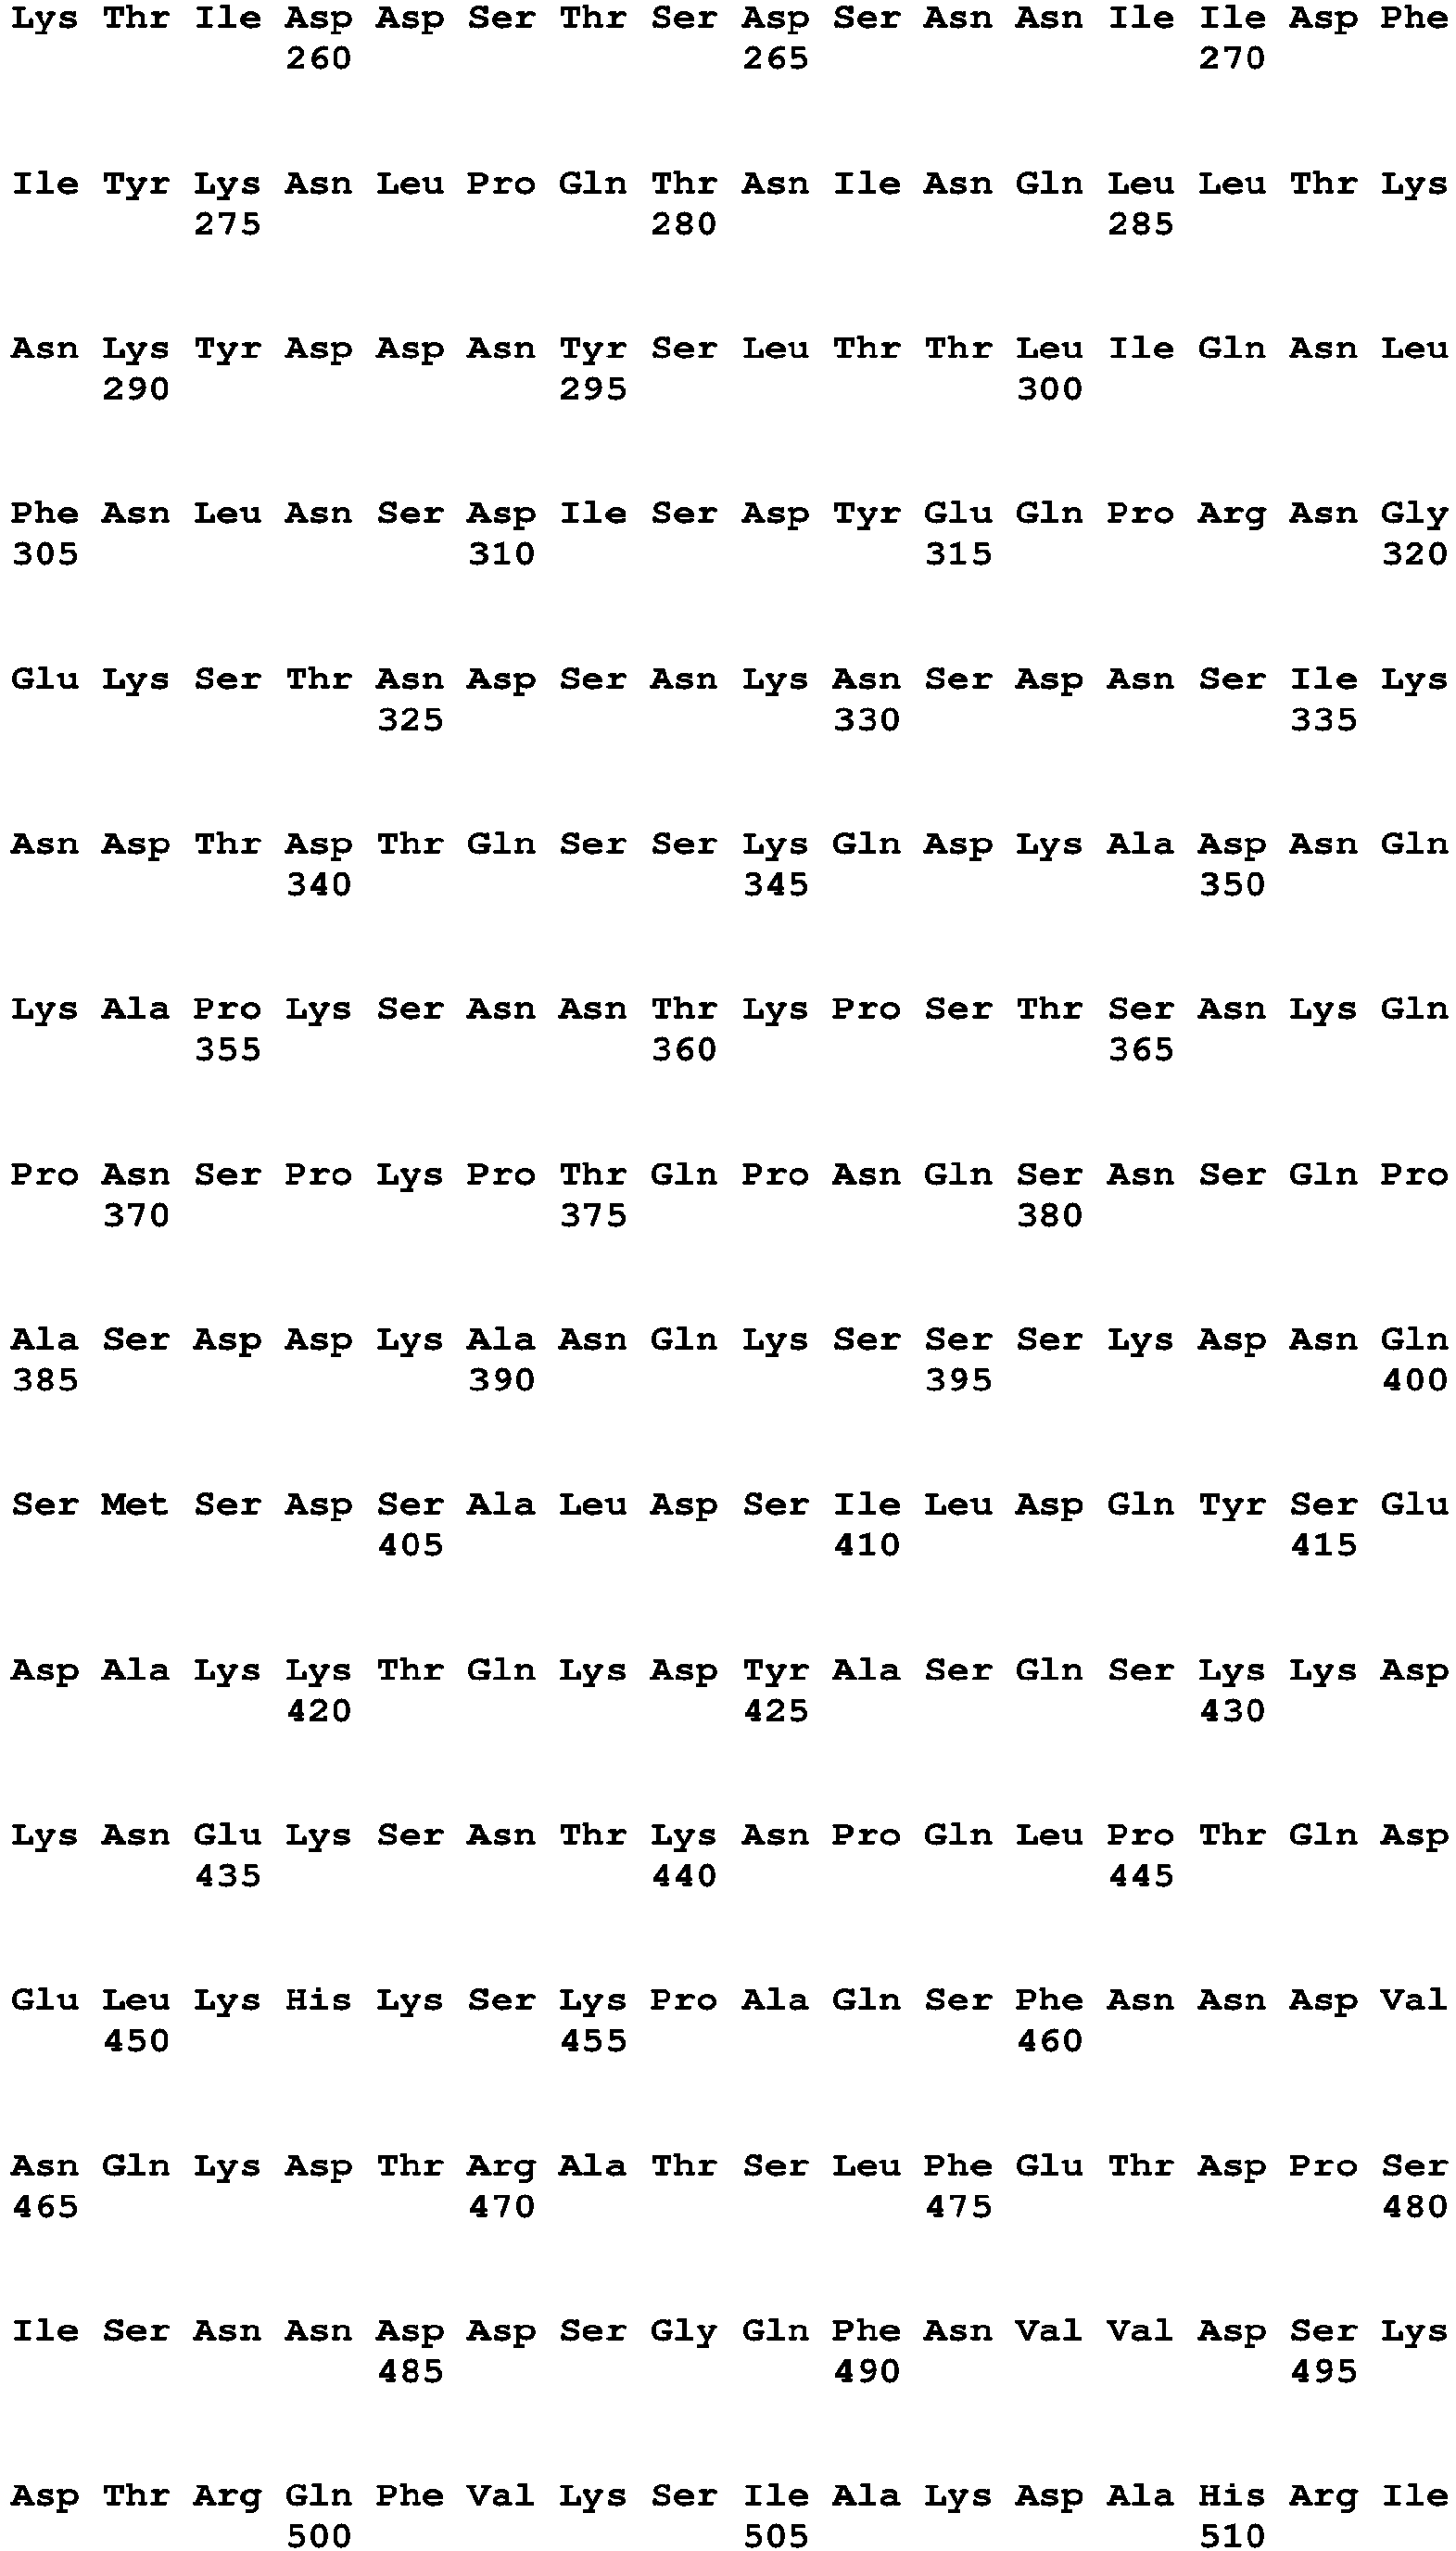 Lys Thr Ile Asp Asp Ser Thr Ser Asp Ser Asn Asn Ile Ile Asp Phe
260 265 270
Ile Tyr Lys Asn Leu Pro Gln Thr Asn Ile Asn Gln Leu Leu Thr Lys
275 280 285
Asn Lys Tyr Asp Asp Asn Tyr Ser Leu Thr Thr Leu Ile Gln Asn Leu
290 295 300
Phe Asn Leu Asn Ser Asp Ile Ser Asp Tyr Glu Gln Pro Arg Asn Gly
305 310 315 320
Glu Lys Ser Thr Asn Asp Ser Asn Lys Asn Ser Asp Asn Ser Ile Lys
325 330 335
Asn Asp Thr Asp Thr Gln Ser Ser Lys Gln Asp Lys Ala Asp Asn Gln
340 345 350
Lys Ala Pro Lys Ser Asn Asn Thr Lys Pro Ser Thr Ser Asn Lys Gln
355 360 365
Pro Asn Ser Pro Lys Pro Thr Gln Pro Asn Gln Ser Asn Ser Gln Pro
370 375 380
Ala Ser Asp Asp Lys Ala Asn Gln Lys Ser Ser Ser Lys Asp Asn Gln
385 390 395 400
Ser Met Ser Asp Ser Ala Leu Asp Ser Ile Leu Asp Gln Tyr Ser Glu
405 410 415
Asp Ala Lys Lys Thr Gln Lys Asp Tyr Ala Ser Gln Ser Lys Lys Asp
420 425 430
Lys Asn Glu Lys Ser Asn Thr Lys Asn Pro Gln Leu Pro Thr Gln Asp
435 440 445
Glu Leu Lys His Lys Ser Lys Pro Ala Gln Ser Phe Asn Asn Asp Val
450 455 460
Asn Gln Lys Asp Thr Arg Ala Thr Ser Leu Phe Glu Thr Asp Pro Ser
465 470 475 480
Ile Ser Asn Asn Asp Asp Ser Gly Gln Phe Asn Val Val Asp Ser Lys
485 490 495
Asp Thr Arg Gln Phe Val Lys Ser Ile Ala Lys Asp Ala His Arg Ile
500 505 510